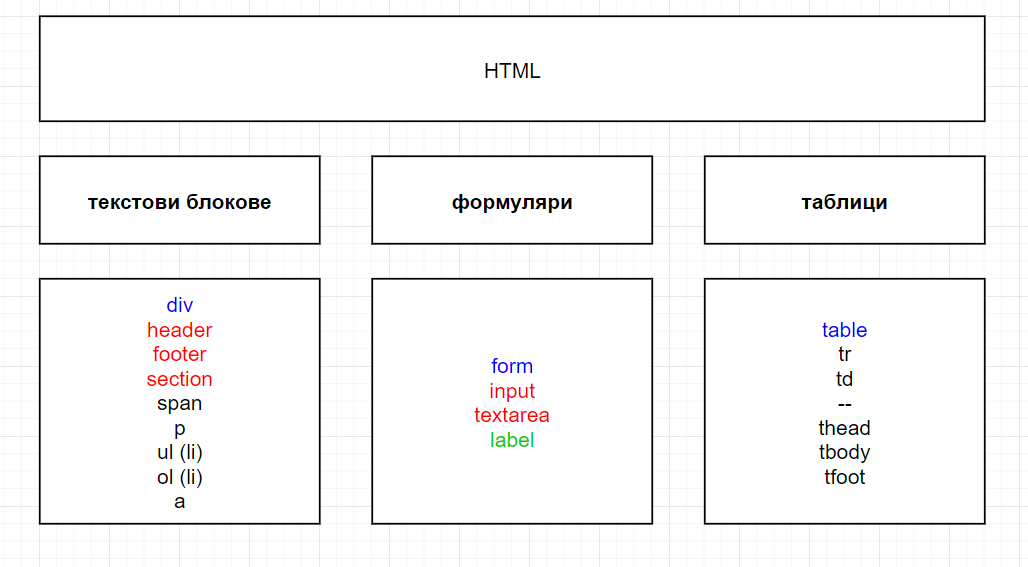 HTML
текстови блокове
формуляри
таблици
div
header
footer
section
span
p
ul (li)
ol (li)
a
form
input
textarea
label
table
tr
td
--
thead
tbody
tfoot